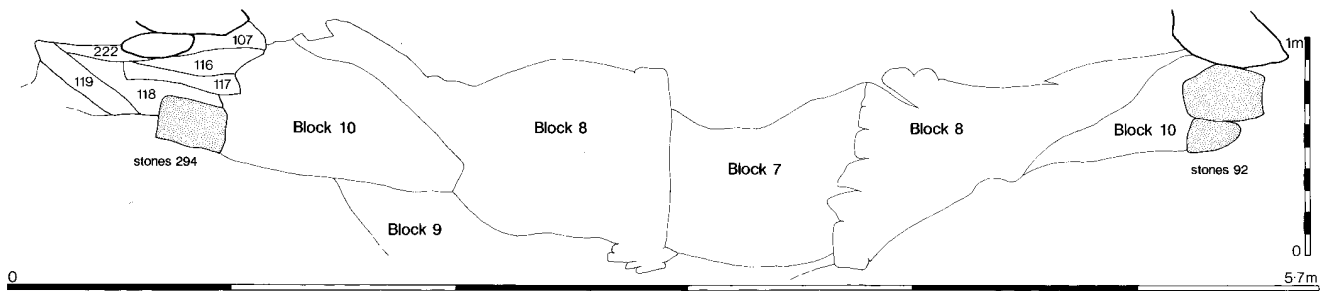 222
107
116
119
117
118
stones 294
Block 10
Block 9
Block 8
Block 7
Block 8
Block 10
stones 92
1m
0
0
5·7m